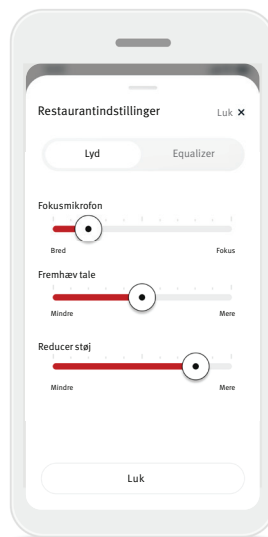 Restaurantindstillinger Luk ×
Lyd Equalizer
Fokusmikrofon
Bred Fokus
Fremhæv tale
Mindre Mere
Reducer støj
Mindre Mere
Luk